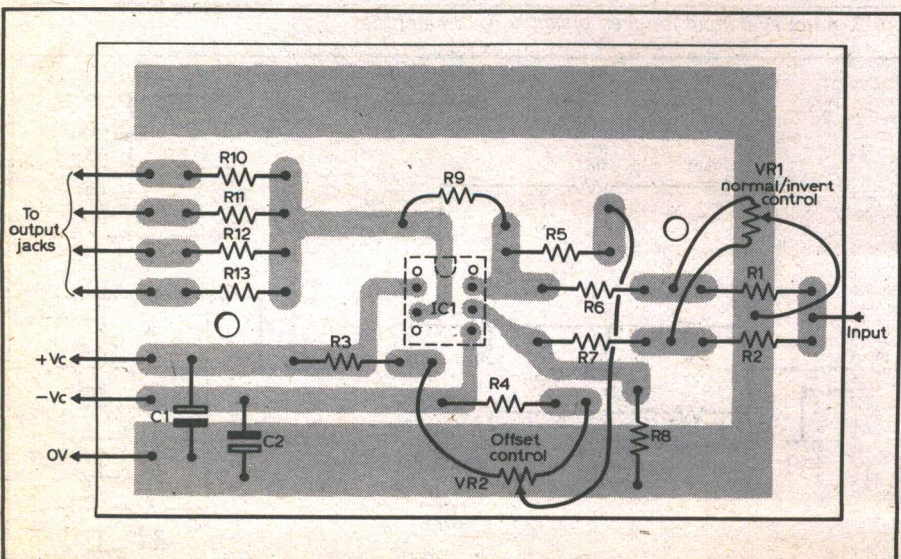 R10
R11
R12
R13
To
output
jacks
R9
R5
R6
R7
VR1
normal/invert
control
R1
R2
Input
IC1
R3
+Vc
-Vc
0V
C1
C2
R4
Offset
control
VR2
R8